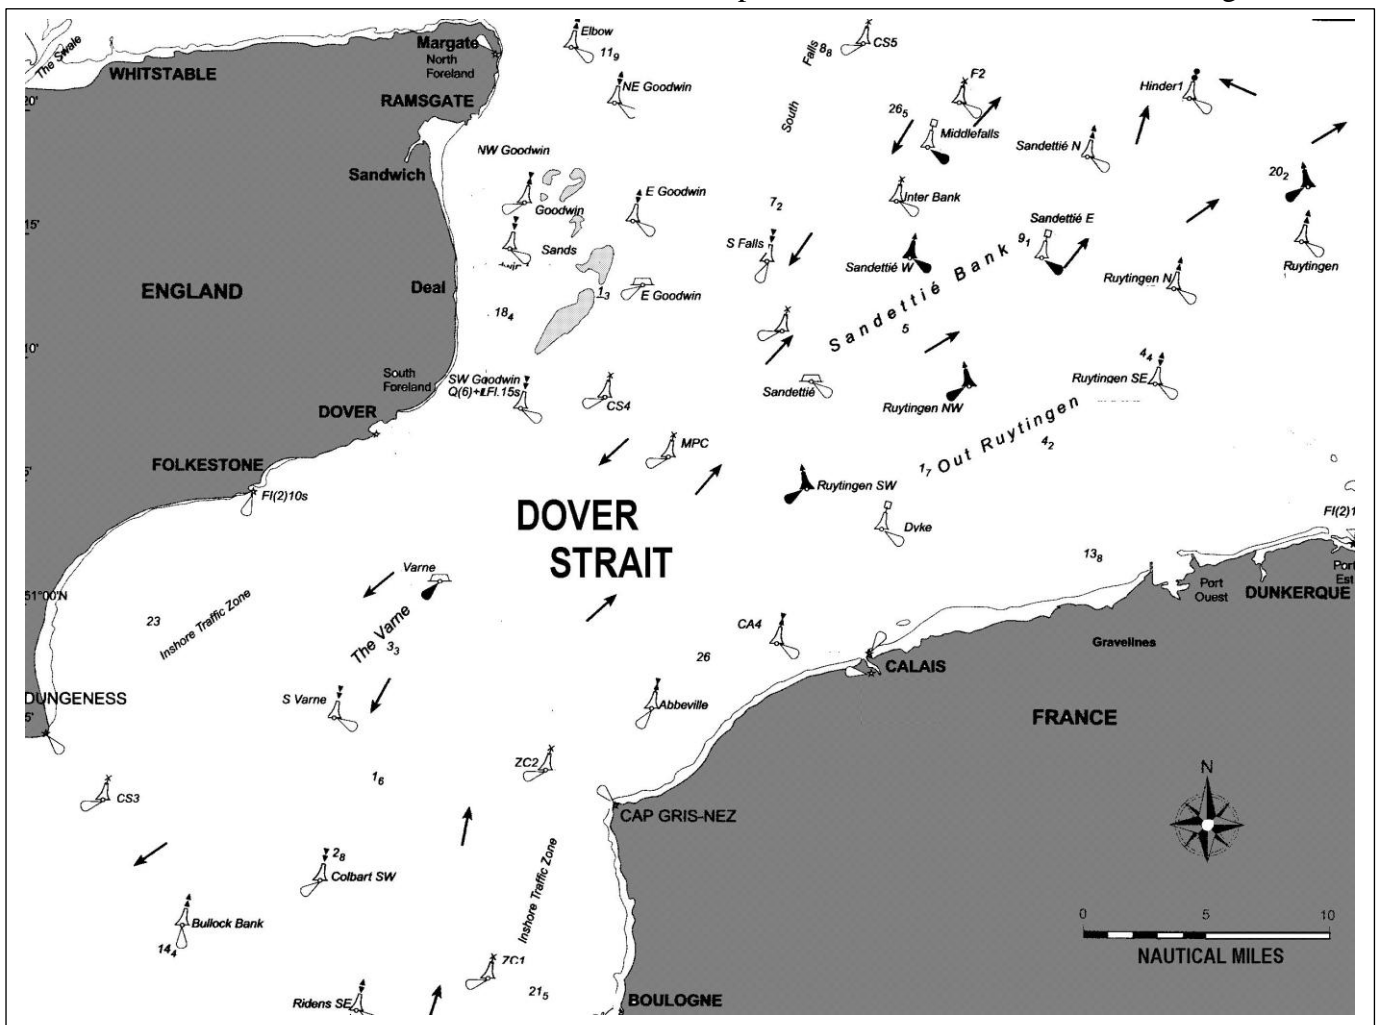 Elbow
11₉
Falls
8₈
CS5
Margate
North
Foreland
The Swale
WHITSTABLE
RAMSGATE
NE Goodwin
F2
Hinder1
20'
South
26₅
Middlefalls
Sandettié N
NW Goodwin
Sandwich
E Goodwin
Inter Bank
20₂
Goodwin
7₂
15'
Sands
S Falls
Sandettié E
9₁
Sandettié W
Ruytingen
Ruytingen N
ENGLAND
Deal
1₃
E Goodwin
18₄
Sandettié Bank
5
10'
4₄
South
Foreland
SW Goodwin
Q(6)+LFl.15s
CS4
Sandettié
Ruytingen NW
Ruytingen SE
DOVER
MPC
Out Ruytingen
4₂
FOLKESTONE
5'
1₇
Ruytingen SW
Fl(2)10s
DOVER
STRAIT
Dyke
Fl(2)1
13₈
Varne
51°00'N
Port
Ouest
DUNKERQUE
Port
Est
23
Inshore Traffic Zone
The Varne
3₃
CA4
26
Gravelines
CALAIS
DUNGENESS
S Varne
Abbeville
5'
FRANCE
ZC2
1₆
CS3
CAP GRIS-NEZ
N
2₈
Colbart SW
Inshore Traffic Zone
Bullock Bank
14₄
0 5 10
NAUTICAL MILES
ZC1
21₅
Ridens SE
BOULOGNE